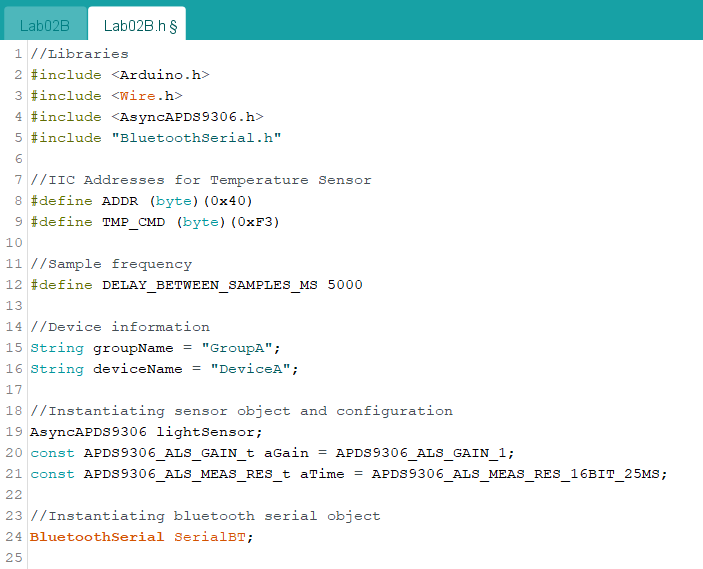 Lab02B Lab02B.h §
1 //Libraries
2 #include <Arduino.h>
3 #include <Wire.h>
4 #include <AsyncAPDS9306.h>
5 #include "BluetoothSerial.h"
6
7 //IIC Addresses for Temperature Sensor
8 #define ADDR (byte)(0x40)
9 #define TMP_CMD (byte)(0xF3)
10
11 //Sample frequency
12 #define DELAY_BETWEEN_SAMPLES_MS 5000
13
14 //Device information
15 String groupName = "GroupA";
16 String deviceName = "DeviceA";
17
18 //Instantiating sensor object and configuration
19 AsyncAPDS9306 lightSensor;
20 const APDS9306_ALS_GAIN_t aGain = APDS9306_ALS_GAIN_1;
21 const APDS9306_ALS_MEAS_RES_t aTime = APDS9306_ALS_MEAS_RES_16BIT_25MS;
22
23 //Instantiating bluetooth serial object
24 BluetoothSerial SerialBT;
25